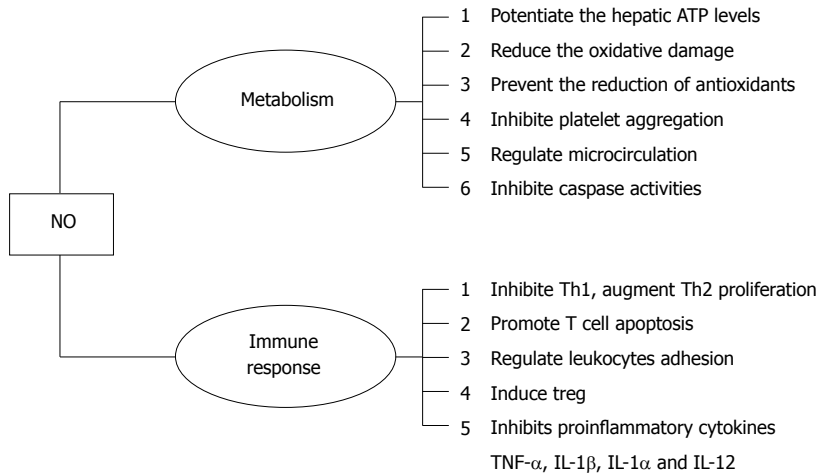 1 Potentiate the hepatic ATP levels
2 Reduce the oxidative damage
3 Prevent the reduction of antioxidants
4 Inhibite platelet aggregation
5 Regulate microcirculation
6 Inhibite caspase activities
Metabolism
NO
Immune
response
1 Inhibite Th1, augment Th2 proliferation
2 Promote T cell apoptosis
3 Regulate leukocytes adhesion
4 Induce treg
5 Inhibits proinflammatory cytokines
TNF-α, IL-1β, IL-1α and IL-12